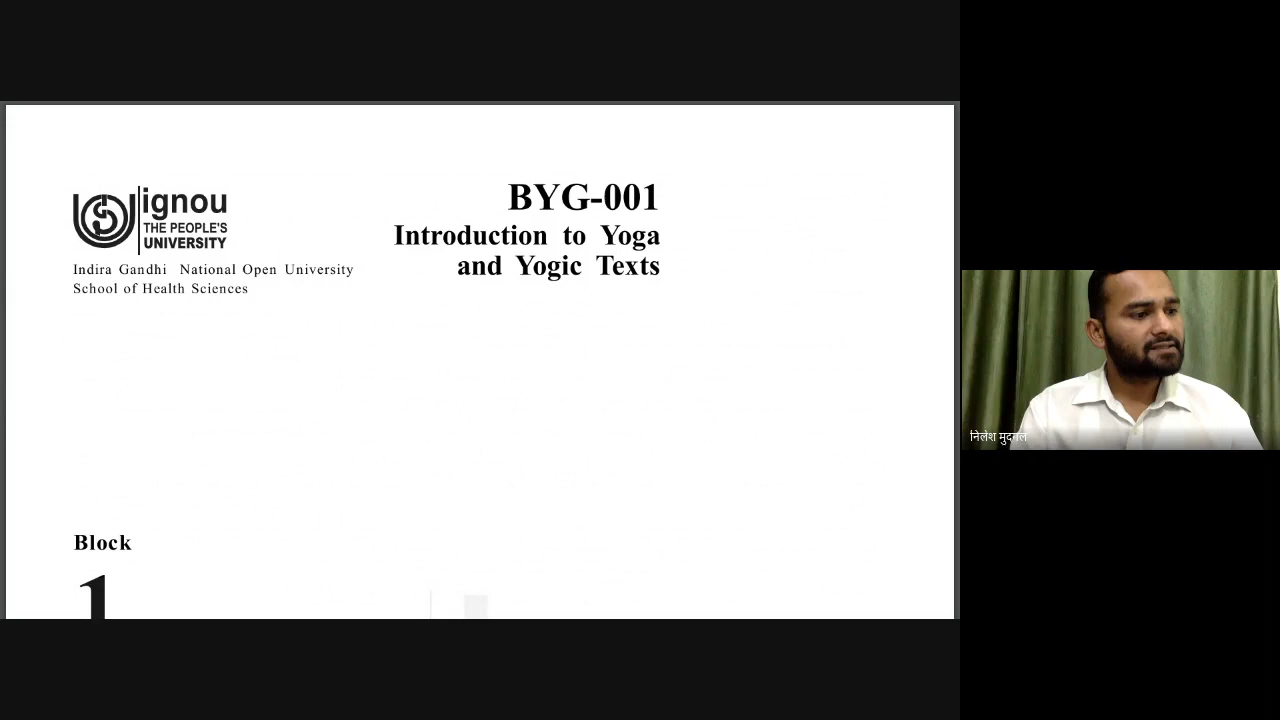 ignou
THE PEOPLE'S
UNIVERSITY
Indira Gandhi National Open University
School of Health Sciences
BYG-001
Introduction to Yoga
and Yogic Texts
Block
1
निलेश मुदगल